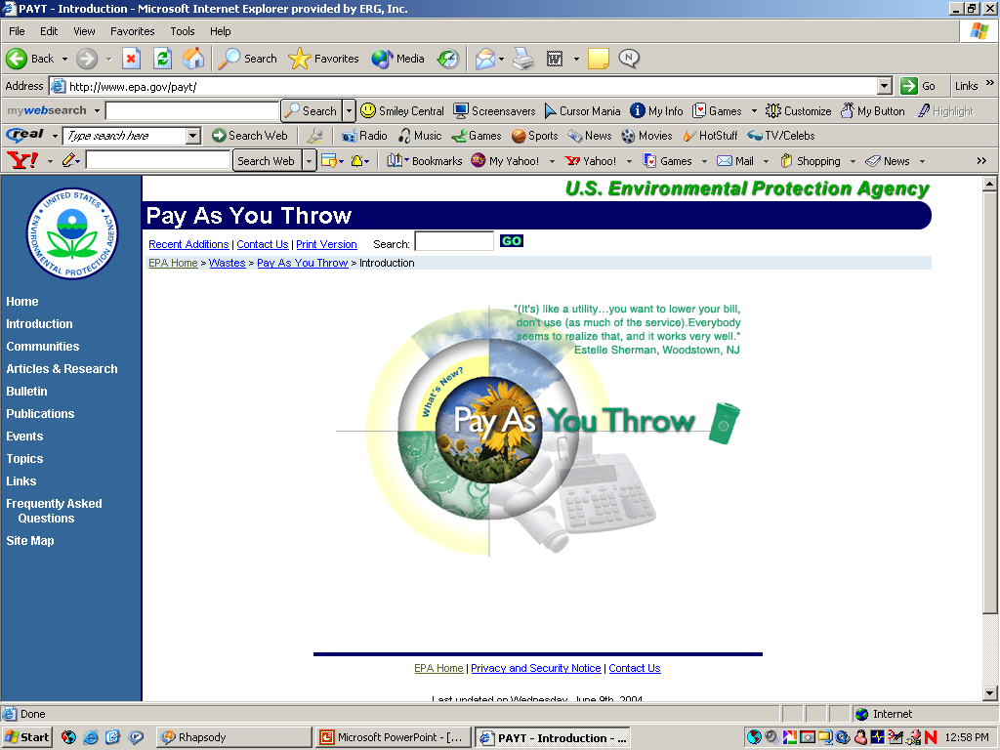 PAYT - Introduction - Microsoft Internet Explorer provided by ERG, Inc.
File Edit View Favorites Tools Help
Back Search Favorites Media
Address http://www.epa.gov/payt/ Go Links »
mywebsearch Search Smiley Central Screensavers Cursor Mania My Info Games Customize My Button Highlight
real Type search here Search Web Radio Music Games Sports News Movies HotStuff TV/Celebs
Y! Search Web Bookmarks My Yahoo! Yahoo! Games Mail Shopping News »
UNITED STATES ENVIRONMENTAL PROTECTION AGENCY
U.S. Environmental Protection Agency
Pay As You Throw
Recent Additions | Contact Us | Print Version Search: GO
EPA Home > Wastes > Pay As You Throw > Introduction
Home
Introduction
Communities
Articles & Research
Bulletin
Publications
Events
Topics
Links
Frequently Asked
Questions
Site Map
"(It's) like a utility...you want to lower your bill,
don't use (as much of the service).Everybody
seems to realize that, and it works very well."
Estelle Sherman, Woodstown, NJ
What's New?
Pay As You Throw
EPA Home | Privacy and Security Notice | Contact Us
Last updated on Wednesday, June 9th, 2004
Done Internet
Start Rhapsody Microsoft PowerPoint - [... PAYT - Introduction - ... 12:58 PM